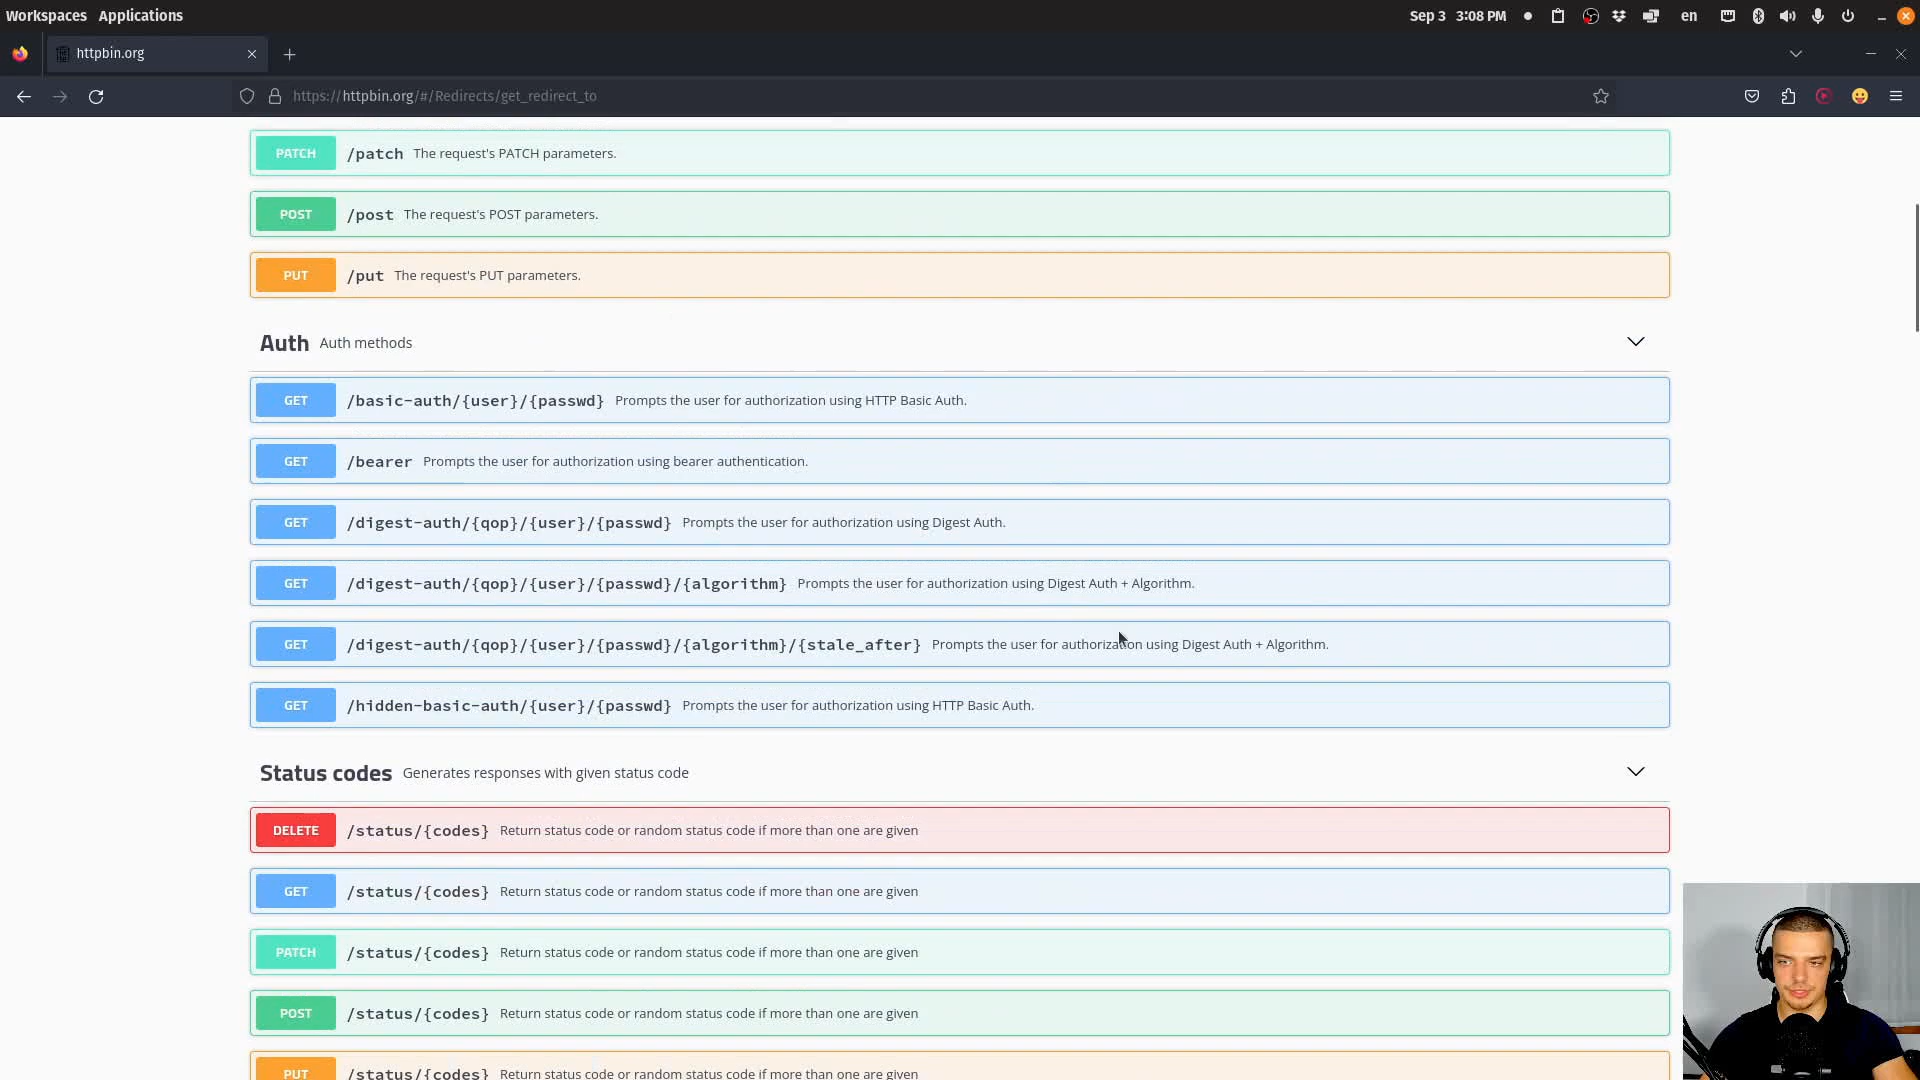 Workspaces Applications Sep 3 3:08 PM en
httpbin.org
https://httpbin.org/#/Redirects/get_redirect_to
PATCH /patch The request's PATCH parameters.
POST /post The request's POST parameters.
PUT /put The request's PUT parameters.
Auth Auth methods
GET /basic-auth/{user}/{passwd} Prompts the user for authorization using HTTP Basic Auth.
GET /bearer Prompts the user for authorization using bearer authentication.
GET /digest-auth/{qop}/{user}/{passwd} Prompts the user for authorization using Digest Auth.
GET /digest-auth/{qop}/{user}/{passwd}/{algorithm} Prompts the user for authorization using Digest Auth + Algorithm.
GET /digest-auth/{qop}/{user}/{passwd}/{algorithm}/{stale_after} Prompts the user for authorization using Digest Auth + Algorithm.
GET /hidden-basic-auth/{user}/{passwd} Prompts the user for authorization using HTTP Basic Auth.
Status codes Generates responses with given status code
DELETE /status/{codes} Return status code or random status code if more than one are given
GET /status/{codes} Return status code or random status code if more than one are given
PATCH /status/{codes} Return status code or random status code if more than one are given
POST /status/{codes} Return status code or random status code if more than one are given
PUT /status/{codes} Return status code or random status code if more than one are given